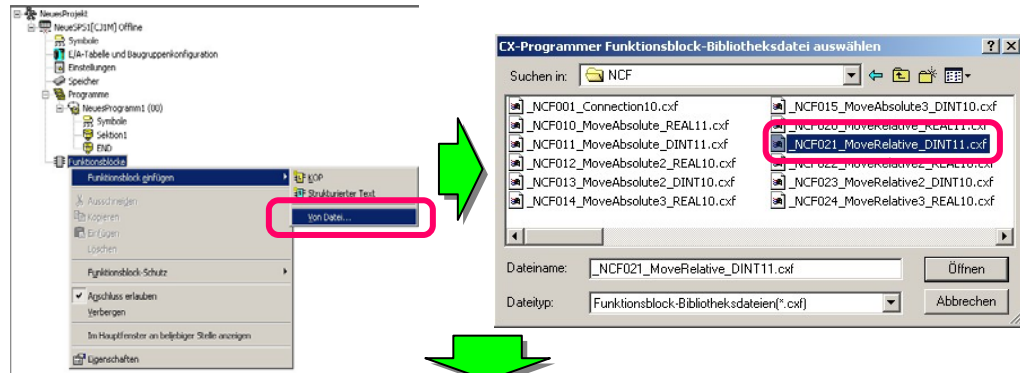 NeuesProjekt
NeueSPS1[CJ1M] Offline
Symbole
E/A-Tabelle und Baugruppenkonfiguration
Einstellungen
Speicher
Programme
NeuesProgramm1 (00)
Symbole
Sektion1
END
Funktionsblöcke
Funktionsblock einfügen
Ausschneiden
Kopieren
Einfügen
Löschen
Funktionsblock-Schutz
Anschluss erlauben
Verbergen
Im Hauptfenster an beliebiger Stelle anzeigen
Eigenschaften
KOP
Strukturierter Text
Von Datei...
CX-Programmer Funktionsblock-Bibliotheksdatei auswählen
Suchen in: NCF
_NCF001_Connection10.cxf
_NCF010_MoveAbsolute_REAL11.cxf
_NCF011_MoveAbsolute_DINT11.cxf
_NCF012_MoveAbsolute2_REAL10.cxf
_NCF013_MoveAbsolute2_DINT10.cxf
_NCF014_MoveAbsolute3_REAL10.cxf
_NCF015_MoveAbsolute3_DINT10.cxf
_NCF020_MoveRelative_REAL11.cxf
_NCF021_MoveRelative_DINT11.cxf
_NCF022_MoveRelative2_REAL10.cxf
_NCF023_MoveRelative2_DINT10.cxf
_NCF024_MoveRelative3_REAL10.cxf
Dateiname: _NCF021_MoveRelative_DINT11.cxf Öffnen
Dateityp: Funktionsblock-Bibliotheksdateien(*.cxf) Abbrechen